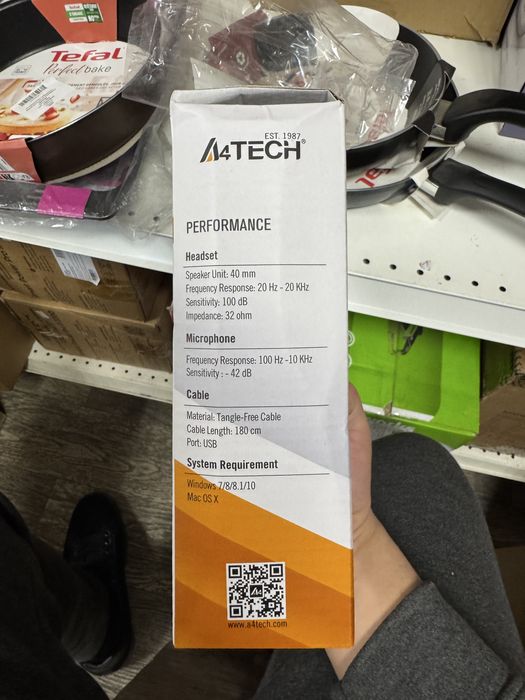 Tefal
Perfect bake
EST. 1987
A4TECH
PERFORMANCE
Headset
Speaker Unit: 40 mm
Frequency Response: 20 Hz - 20 KHz
Sensitivity: 100 dB
Impedance: 32 ohm
Microphone
Frequency Response: 100 Hz -10 KHz
Sensitivity : - 42 dB
Cable
Material: Tangle-Free Cable
Cable Length: 180 cm
Port: USB
System Requirement
Windows 7/8/8.1/10
Mac OS X
www.a4tech.com